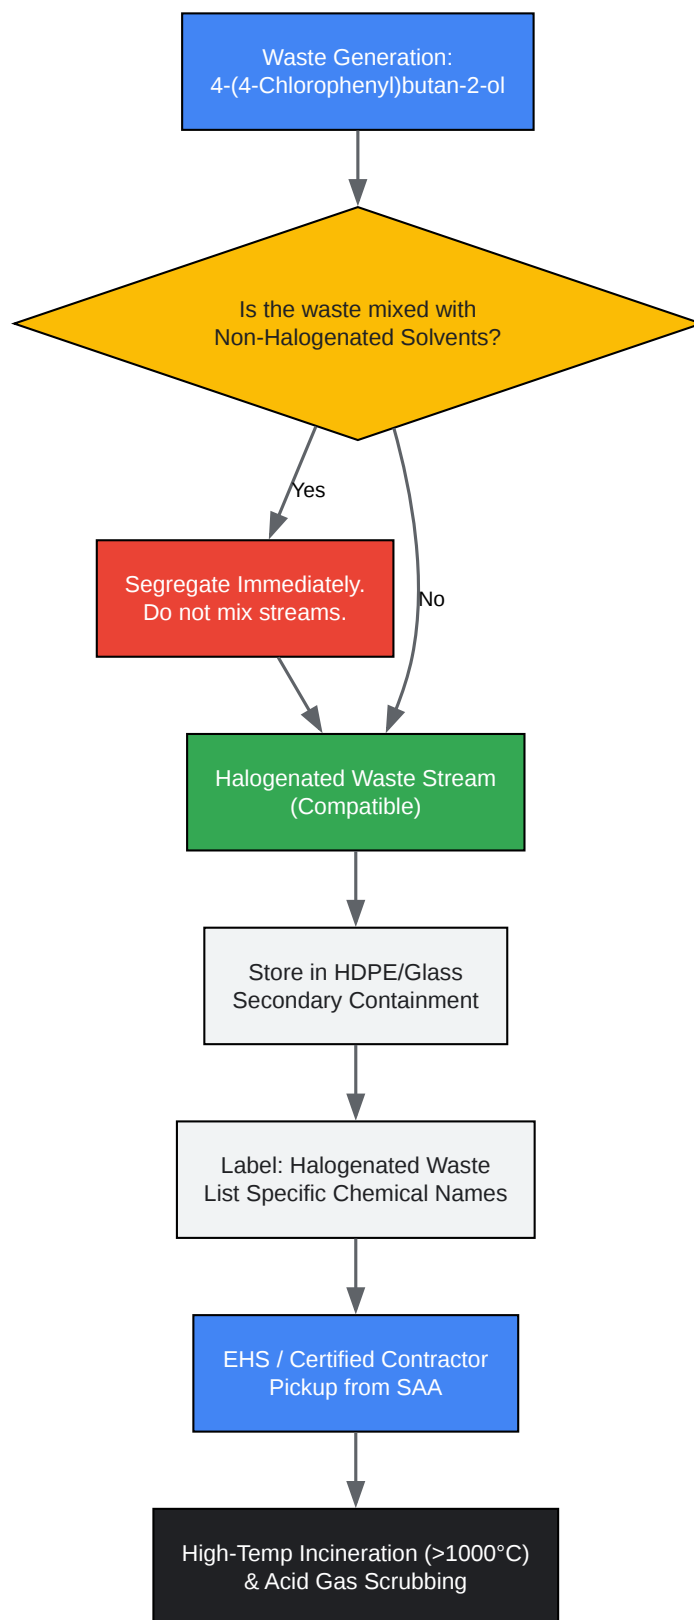 Waste Generation:
4-(4-Chlorophenyl)butan-2-ol
Is the waste mixed with
Non-Halogenated Solvents?
Yes
Segregate Immediately.
Do not mix streams.
No
Halogenated Waste Stream
(Compatible)
Store in HDPE/Glass
Secondary Containment
Label: Halogenated Waste
List Specific Chemical Names
EHS / Certified Contractor
Pickup from SAA
High-Temp Incineration (>1000°C)
& Acid Gas Scrubbing